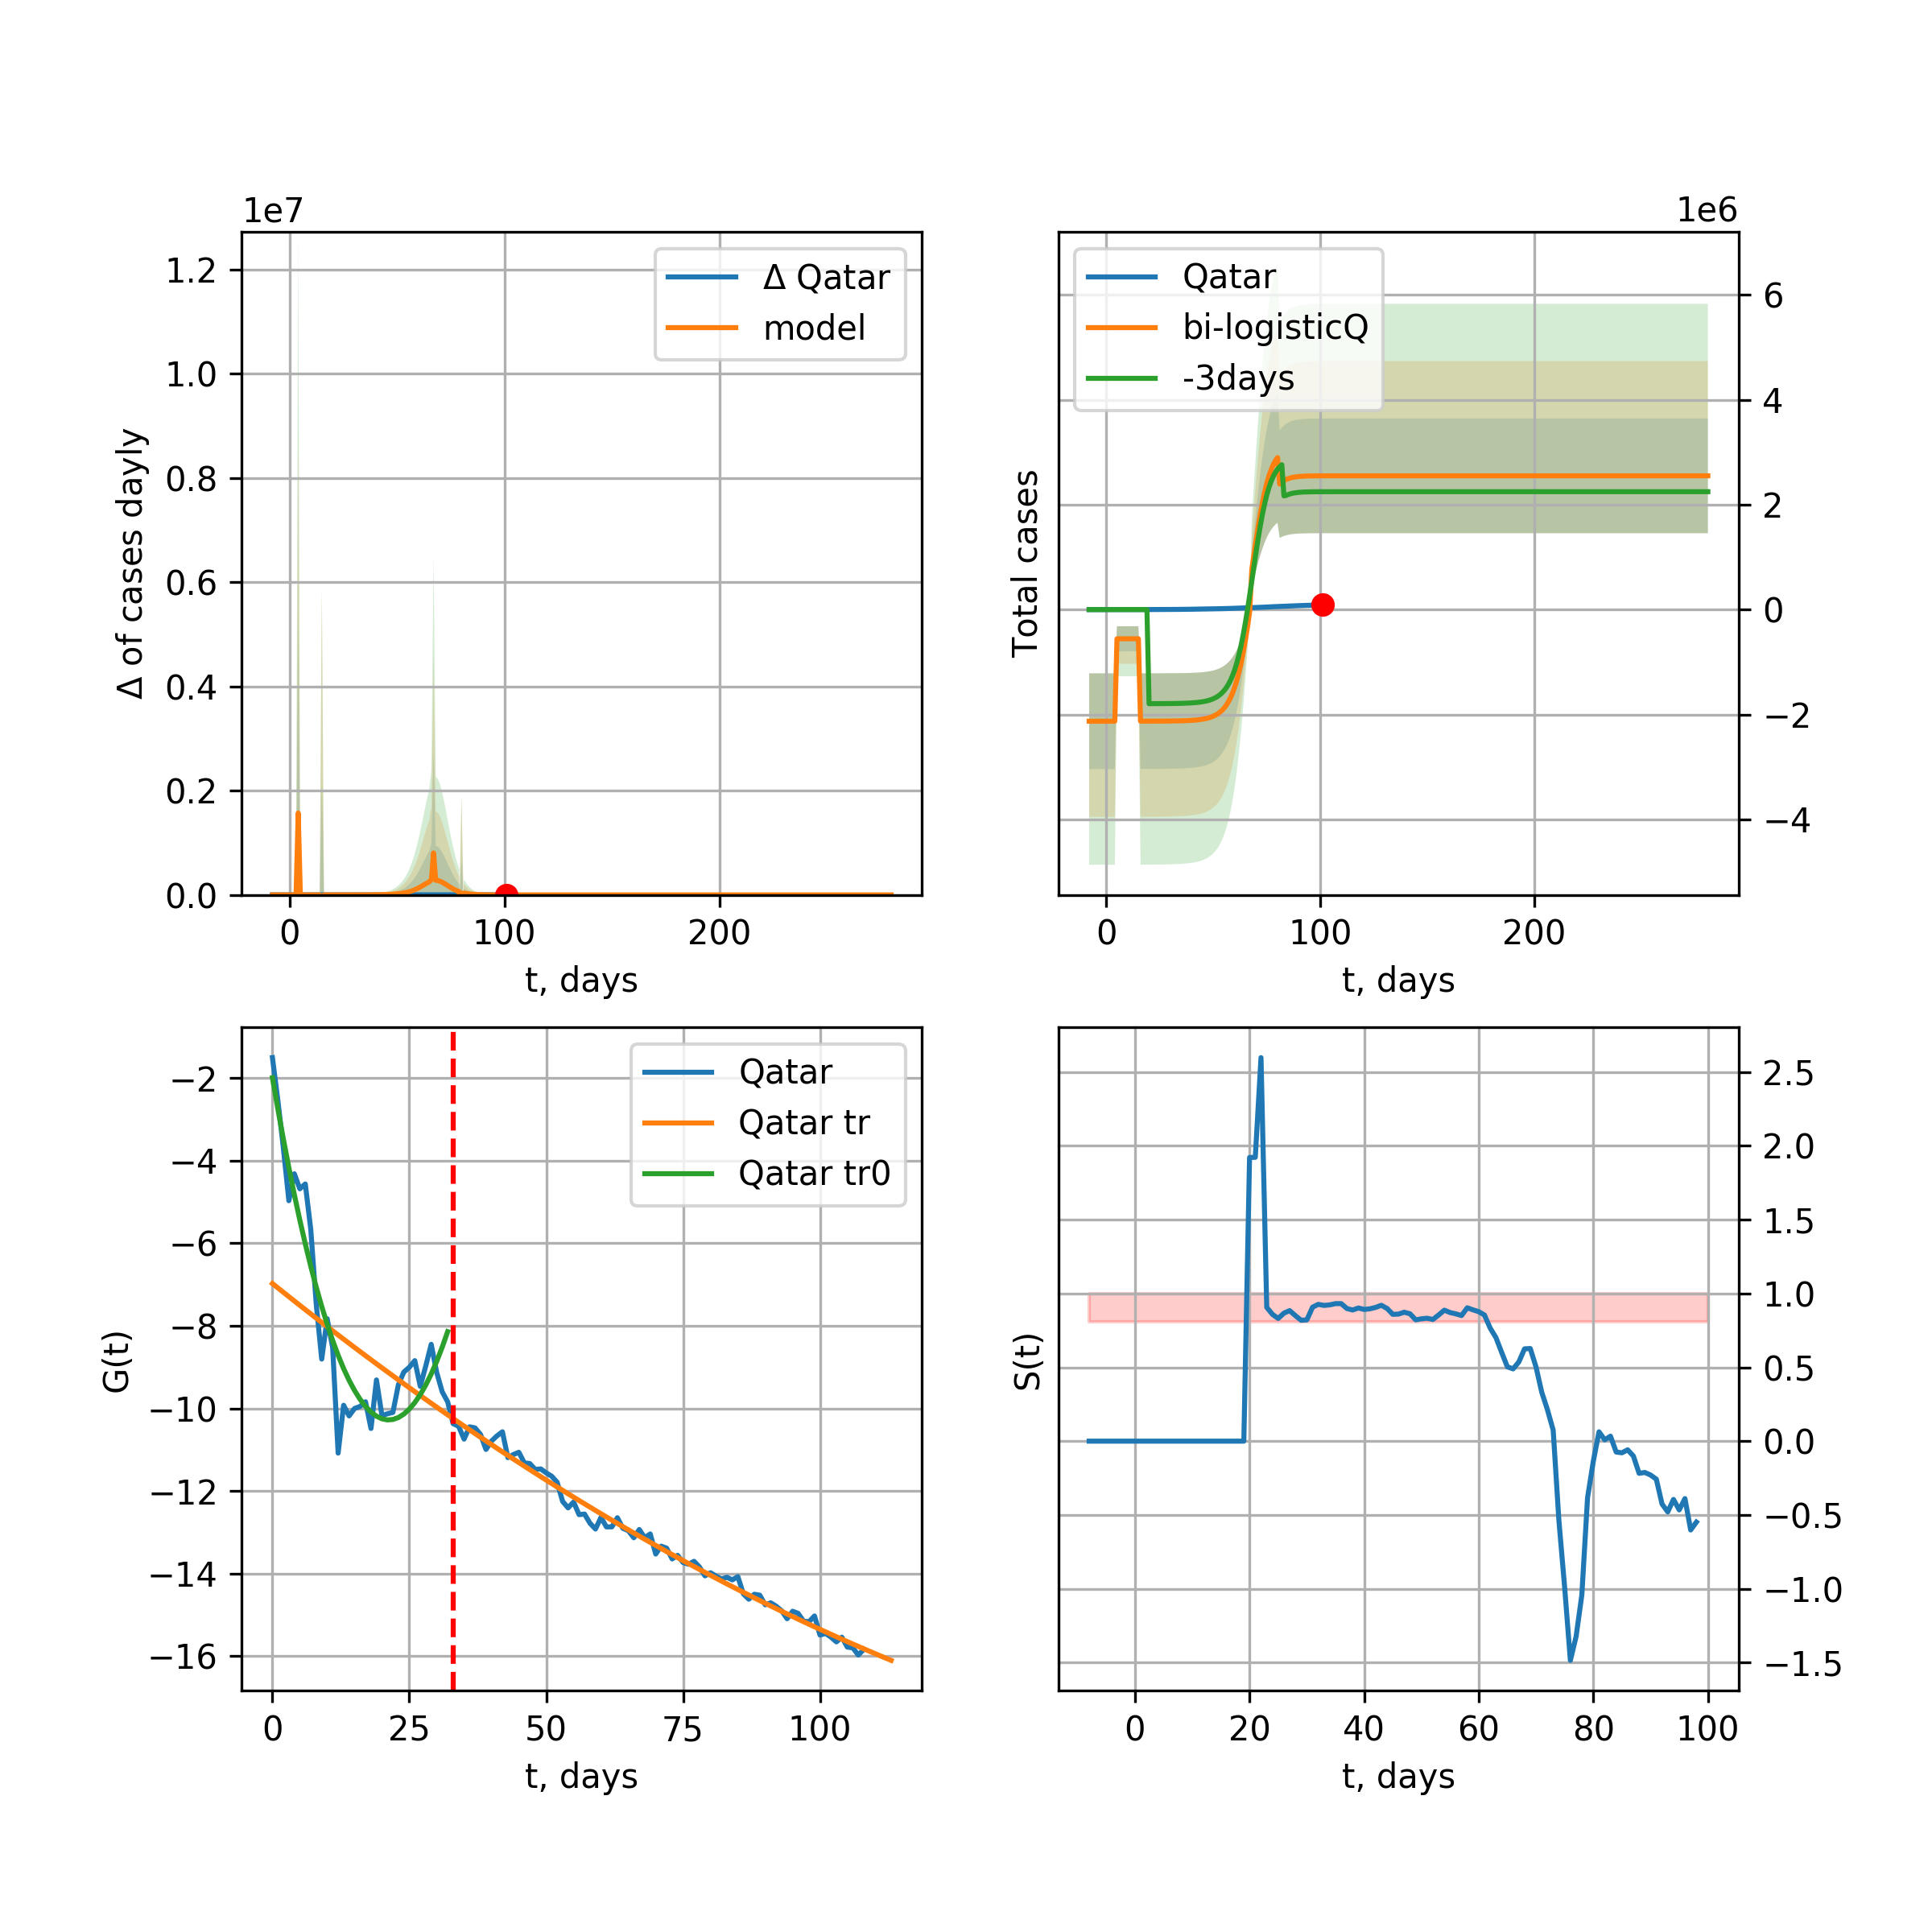 1e7
1.2
1.0
0.8
0.6
0.4
0.2
0.0
Δ of cases dayly
0 100 200
t, days
Δ Qatar
model
1e6
6
4
2
0
−2
−4
Total cases
0 100 200
t, days
Qatar
bi-logisticQ
-3days
−2
−4
−6
−8
−10
−12
−14
−16
G(t)
0 25 50 75 100
t, days
Qatar
Qatar tr
Qatar tr0
2.5
2.0
1.5
1.0
0.5
0.0
−0.5
−1.0
−1.5
S(t)
0 20 40 60 80 100
t, days